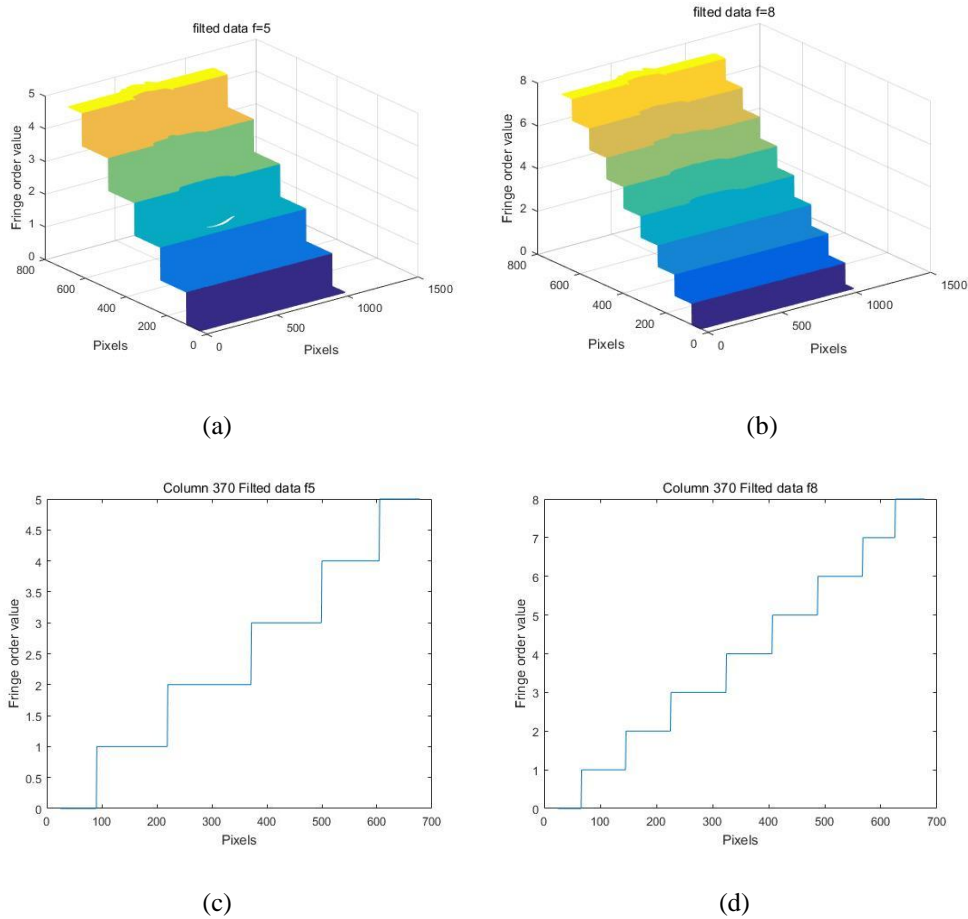 filted data f=5
5
4
3
2
1
0
Fringe order value
800
600
400
200
0
Pixels
0
500
1000
1500
Pixels
(a)
filted data f=8
8
6
4
2
0
Fringe order value
800
600
400
200
0
Pixels
0
500
1000
1500
Pixels
(b)
Column 370 Filted data f5
5
4.5
4
3.5
3
2.5
2
1.5
1
0.5
0
Fringe order value
0 100 200 300 400 500 600 700
Pixels
(c)
Column 370 Filted data f8
8
7
6
5
4
3
2
1
0
Fringe order value
0 100 200 300 400 500 600 700
Pixels
(d)